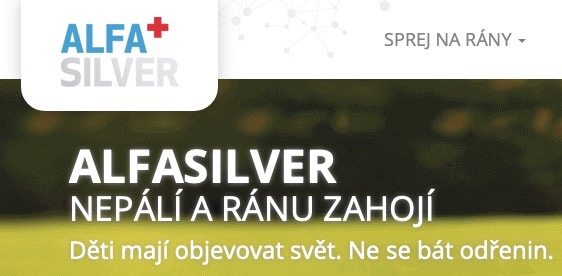 ALFA+
SILVER
SPREJ NA RÁNY
ALFASILVER
NEPÁLÍ A RÁNU ZAHOJÍ
Děti mají objevovat svět. Ne se bát odřenin.